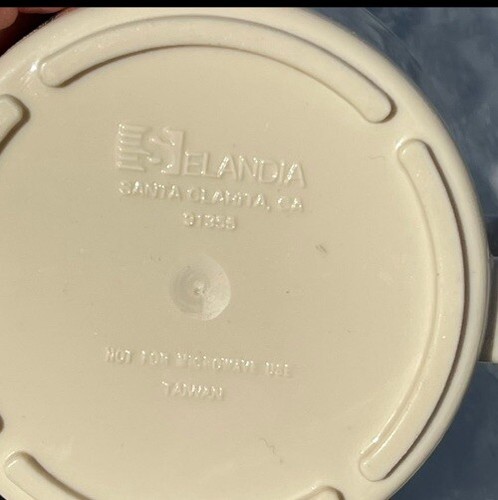 SELANDIA
SANTA CLARITA, CA
91355
NOT FOR MICROWAVE USE
TAIWAN